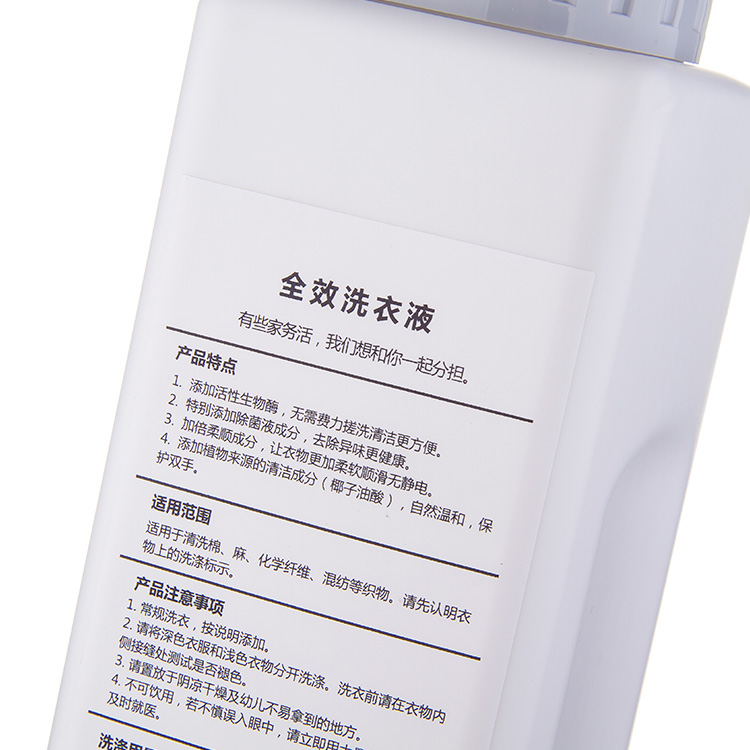 全效洗衣液
有些家务活，我们想和你一起分担。
产品特点
1. 添加活性生物酶，无需费力搓洗清洁更方便。
2. 特别添加除菌液成分，去除异味更健康。
3. 加倍柔顺成分，让衣物更加柔软顺滑无静电。
4. 添加植物来源的清洁成分（椰子油酸），自然温和，保
护双手。
适用范围
适用于清洗棉、麻、化学纤维、混纺等织物。请先认明衣
物上的洗涤标示。
产品注意事项
1. 常规洗衣，按说明添加。
2. 请将深色衣服和浅色衣物分开洗涤。洗衣前请在衣物内
侧接缝处测试是否褪色。
3. 请置放于阴凉干燥及幼儿不易拿到的地方。
4. 不可饮用，若不慎误入眼中，请立即用
及时就医。
洗涤用